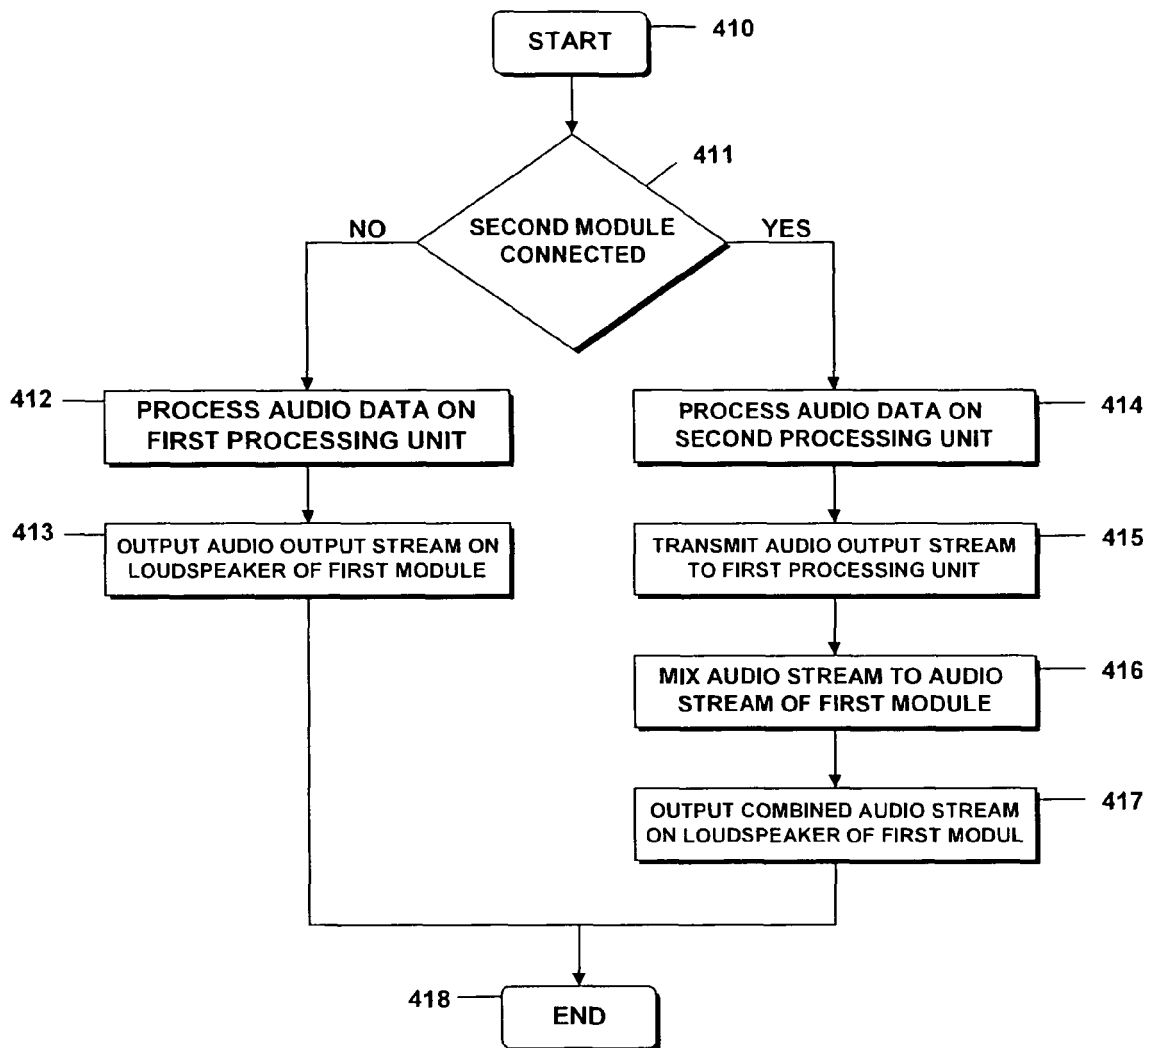 START
410
411
SECOND MODULE
CONNECTED
NO
YES
412
PROCESS AUDIO DATA ON
FIRST PROCESSING UNIT
PROCESS AUDIO DATA ON
SECOND PROCESSING UNIT
414
413
OUTPUT AUDIO OUTPUT STREAM ON
LOUDSPEAKER OF FIRST MODULE
TRANSMIT AUDIO OUTPUT STREAM
TO FIRST PROCESSING UNIT
415
MIX AUDIO STREAM TO AUDIO
STREAM OF FIRST MODULE
416
OUTPUT COMBINED AUDIO STREAM
ON LOUDSPEAKER OF FIRST MODUL
417
418
END